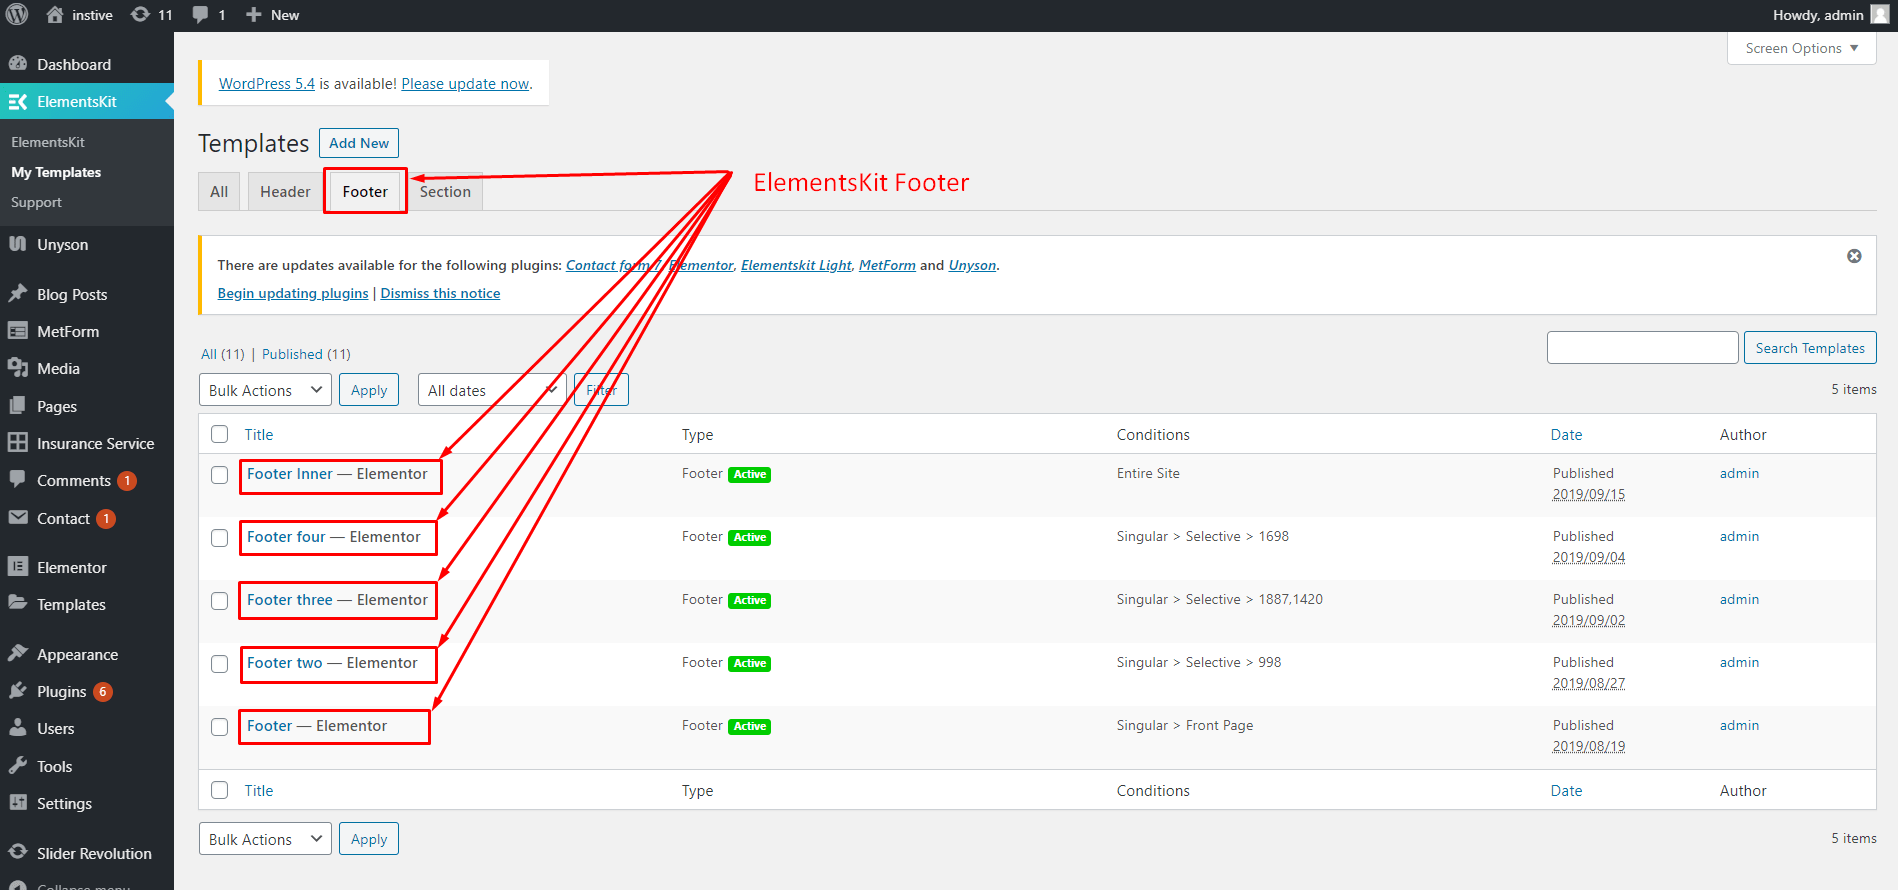 instive 11 1 New Howdy, admin
Screen Options
Dashboard
ElementsKit
ElementsKit
My Templates
Support
Unyson
Blog Posts
MetForm
Media
Pages
Insurance Service
Comments 1
Contact 1
Elementor
Templates
Appearance
Plugins 6
Users
Tools
Settings
Slider Revolution
Collapse menu
WordPress 5.4 is available! Please update now.
Templates Add New
All Header Footer Section
ElementsKit Footer
There are updates available for the following plugins: Contact form 7, Elementor, Elementskit Light, MetForm and Unyson.
Begin updating plugins | Dismiss this notice
All (11) | Published (11)
Search Templates
Bulk Actions Apply All dates Filter 5 items
Title Type Conditions Date Author
Footer Inner — Elementor Footer Active Entire Site Published admin
2019/09/15
Footer four — Elementor Footer Active Singular > Selective > 1698 Published admin
2019/09/04
Footer three — Elementor Footer Active Singular > Selective > 1887,1420 Published admin
2019/09/02
Footer two — Elementor Footer Active Singular > Selective > 998 Published admin
2019/08/27
Footer — Elementor Footer Active Singular > Front Page Published admin
2019/08/19
Title Type Conditions Date Author
Bulk Actions Apply 5 items